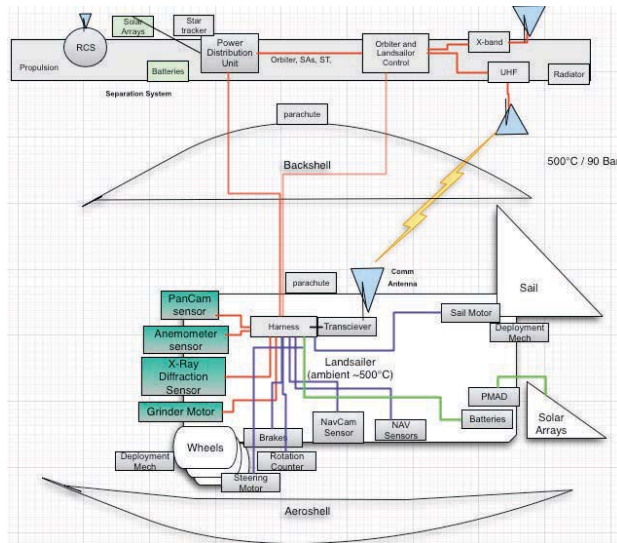 Solar
Arrays
Star
tracker
RCS
Power
Distribution
Unit
Orbiter and
Landsailor
Control
X-band
Orbiter, SAs, ST,
Propulsion
Batteries
UHF
Radiator
Separation System
parachute
Backshell
500°C / 90 Bar
Comm
Antenna
parachute
Sail
PanCam
sensor
Harness
Transciever
Sail Motor
Anemometer
sensor
Deployment
Mech
Landsailer
(ambient ~500°C)
X-Ray
Diffraction
Sensor
PMAD
Grinder Motor
Batteries
Solar
Arrays
NavCam
Sensor
NAV
Sensors
Brakes
Wheels
Deployment
Mech
Rotation
Counter
Steering
Motor
Aeroshell